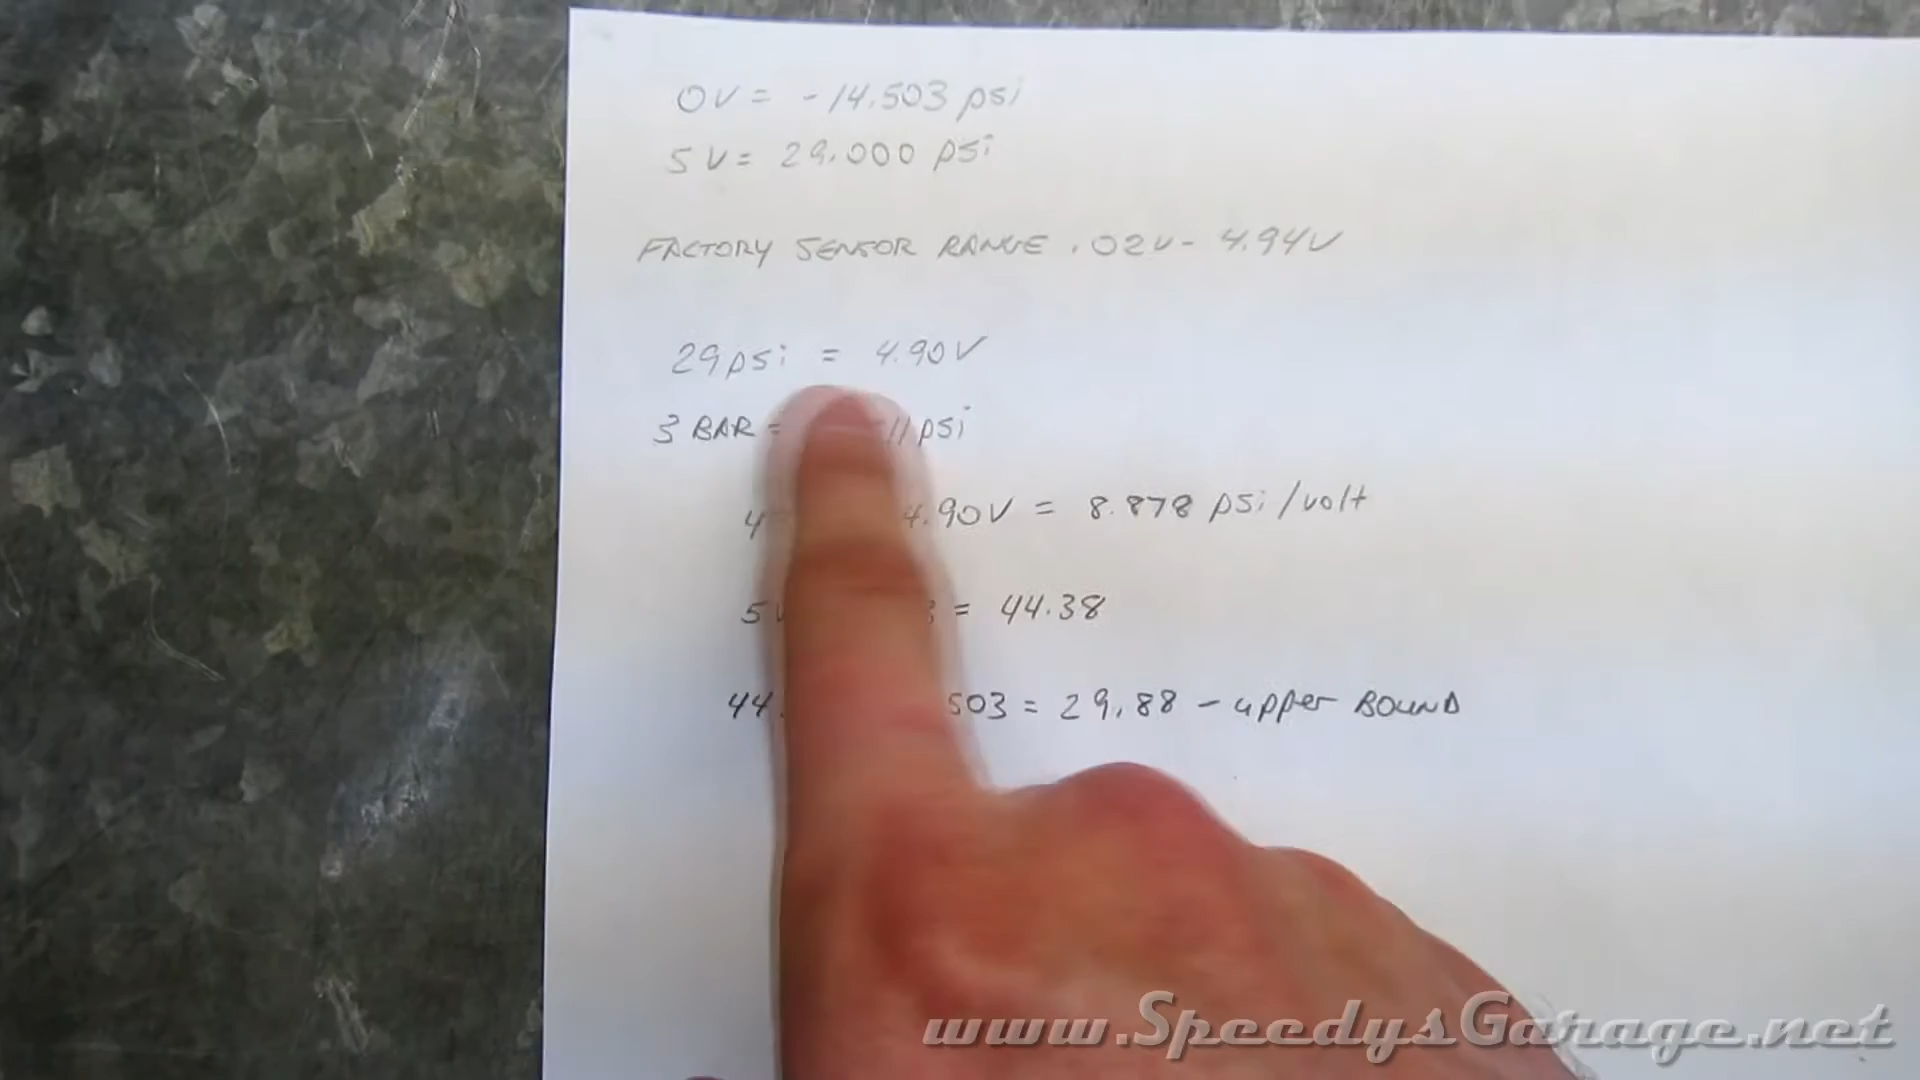 0V = -14.503 psi
5V = 29.000 psi
FACTORY SENSOR RANGE .02V - 4.94V
29psi = 4.90V
3 BAR = psi
4.90V = 8.878 psi/volt
= 44.38
503 = 29.88 - upper BOUND
www.SpeedysGarage.net